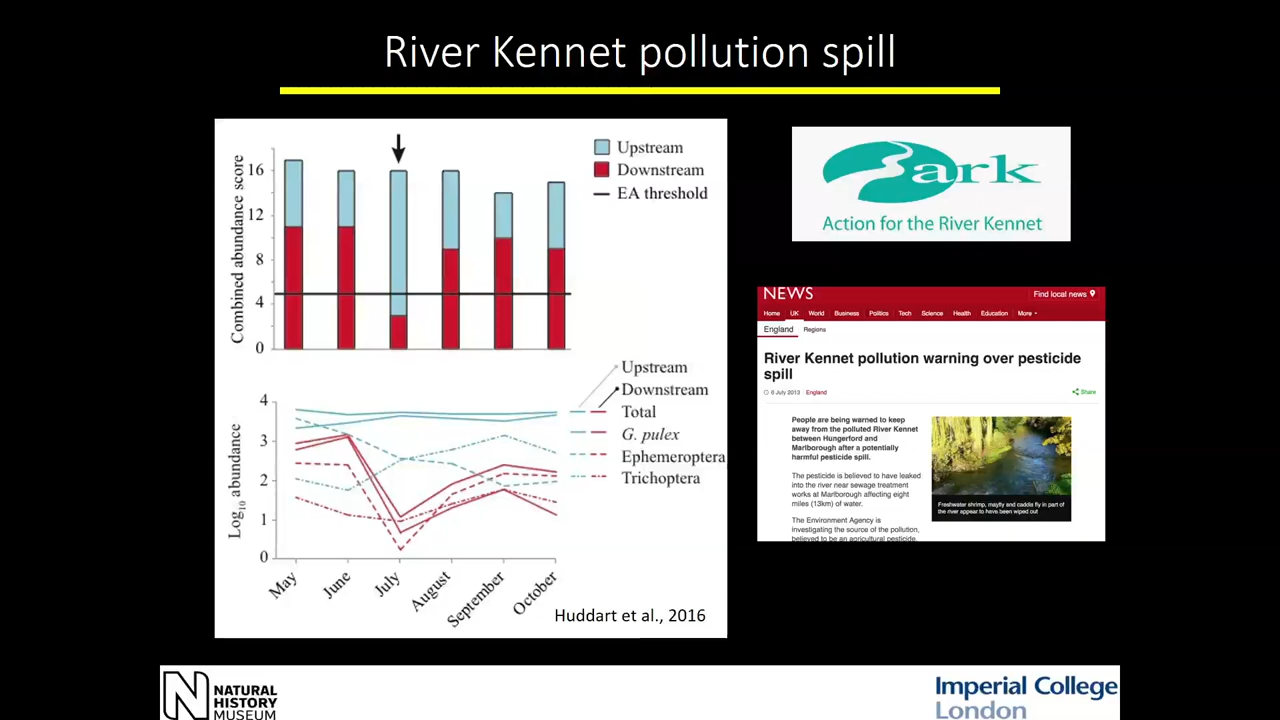 River Kennet pollution spill
Combined abundance score
16
12
8
4
0
Upstream
Downstream
EA threshold
Log10 abundance
4
3
2
1
0
May
June
July
August
September
October
Upstream
Downstream
Total
G. pulex
Ephemeroptera
Trichoptera
Huddart et al., 2016
ark
Action for the River Kennet
NEWS
Find local news
Home UK World Business Politics Tech Science Health Education More
England Regions
River Kennet pollution warning over pesticide
spill
6 July 2013 England
Share
People are being warned to keep
away from the polluted River Kennet
between Hungerford and
Marlborough after a potentially
harmful pesticide spill.
The pesticide is believed to have leaked
into the river near sewage treatment
works at Marlborough affecting eight
miles (13km) of water.
The Environment Agency is
investigating the source of the pollution,
believed to be an agricultural pesticide.
Freshwater shrimp, mayfly and caddis fly in part of
the river appear to have been wiped out
N NATURAL
HISTORY
MUSEUM
Imperial College
London